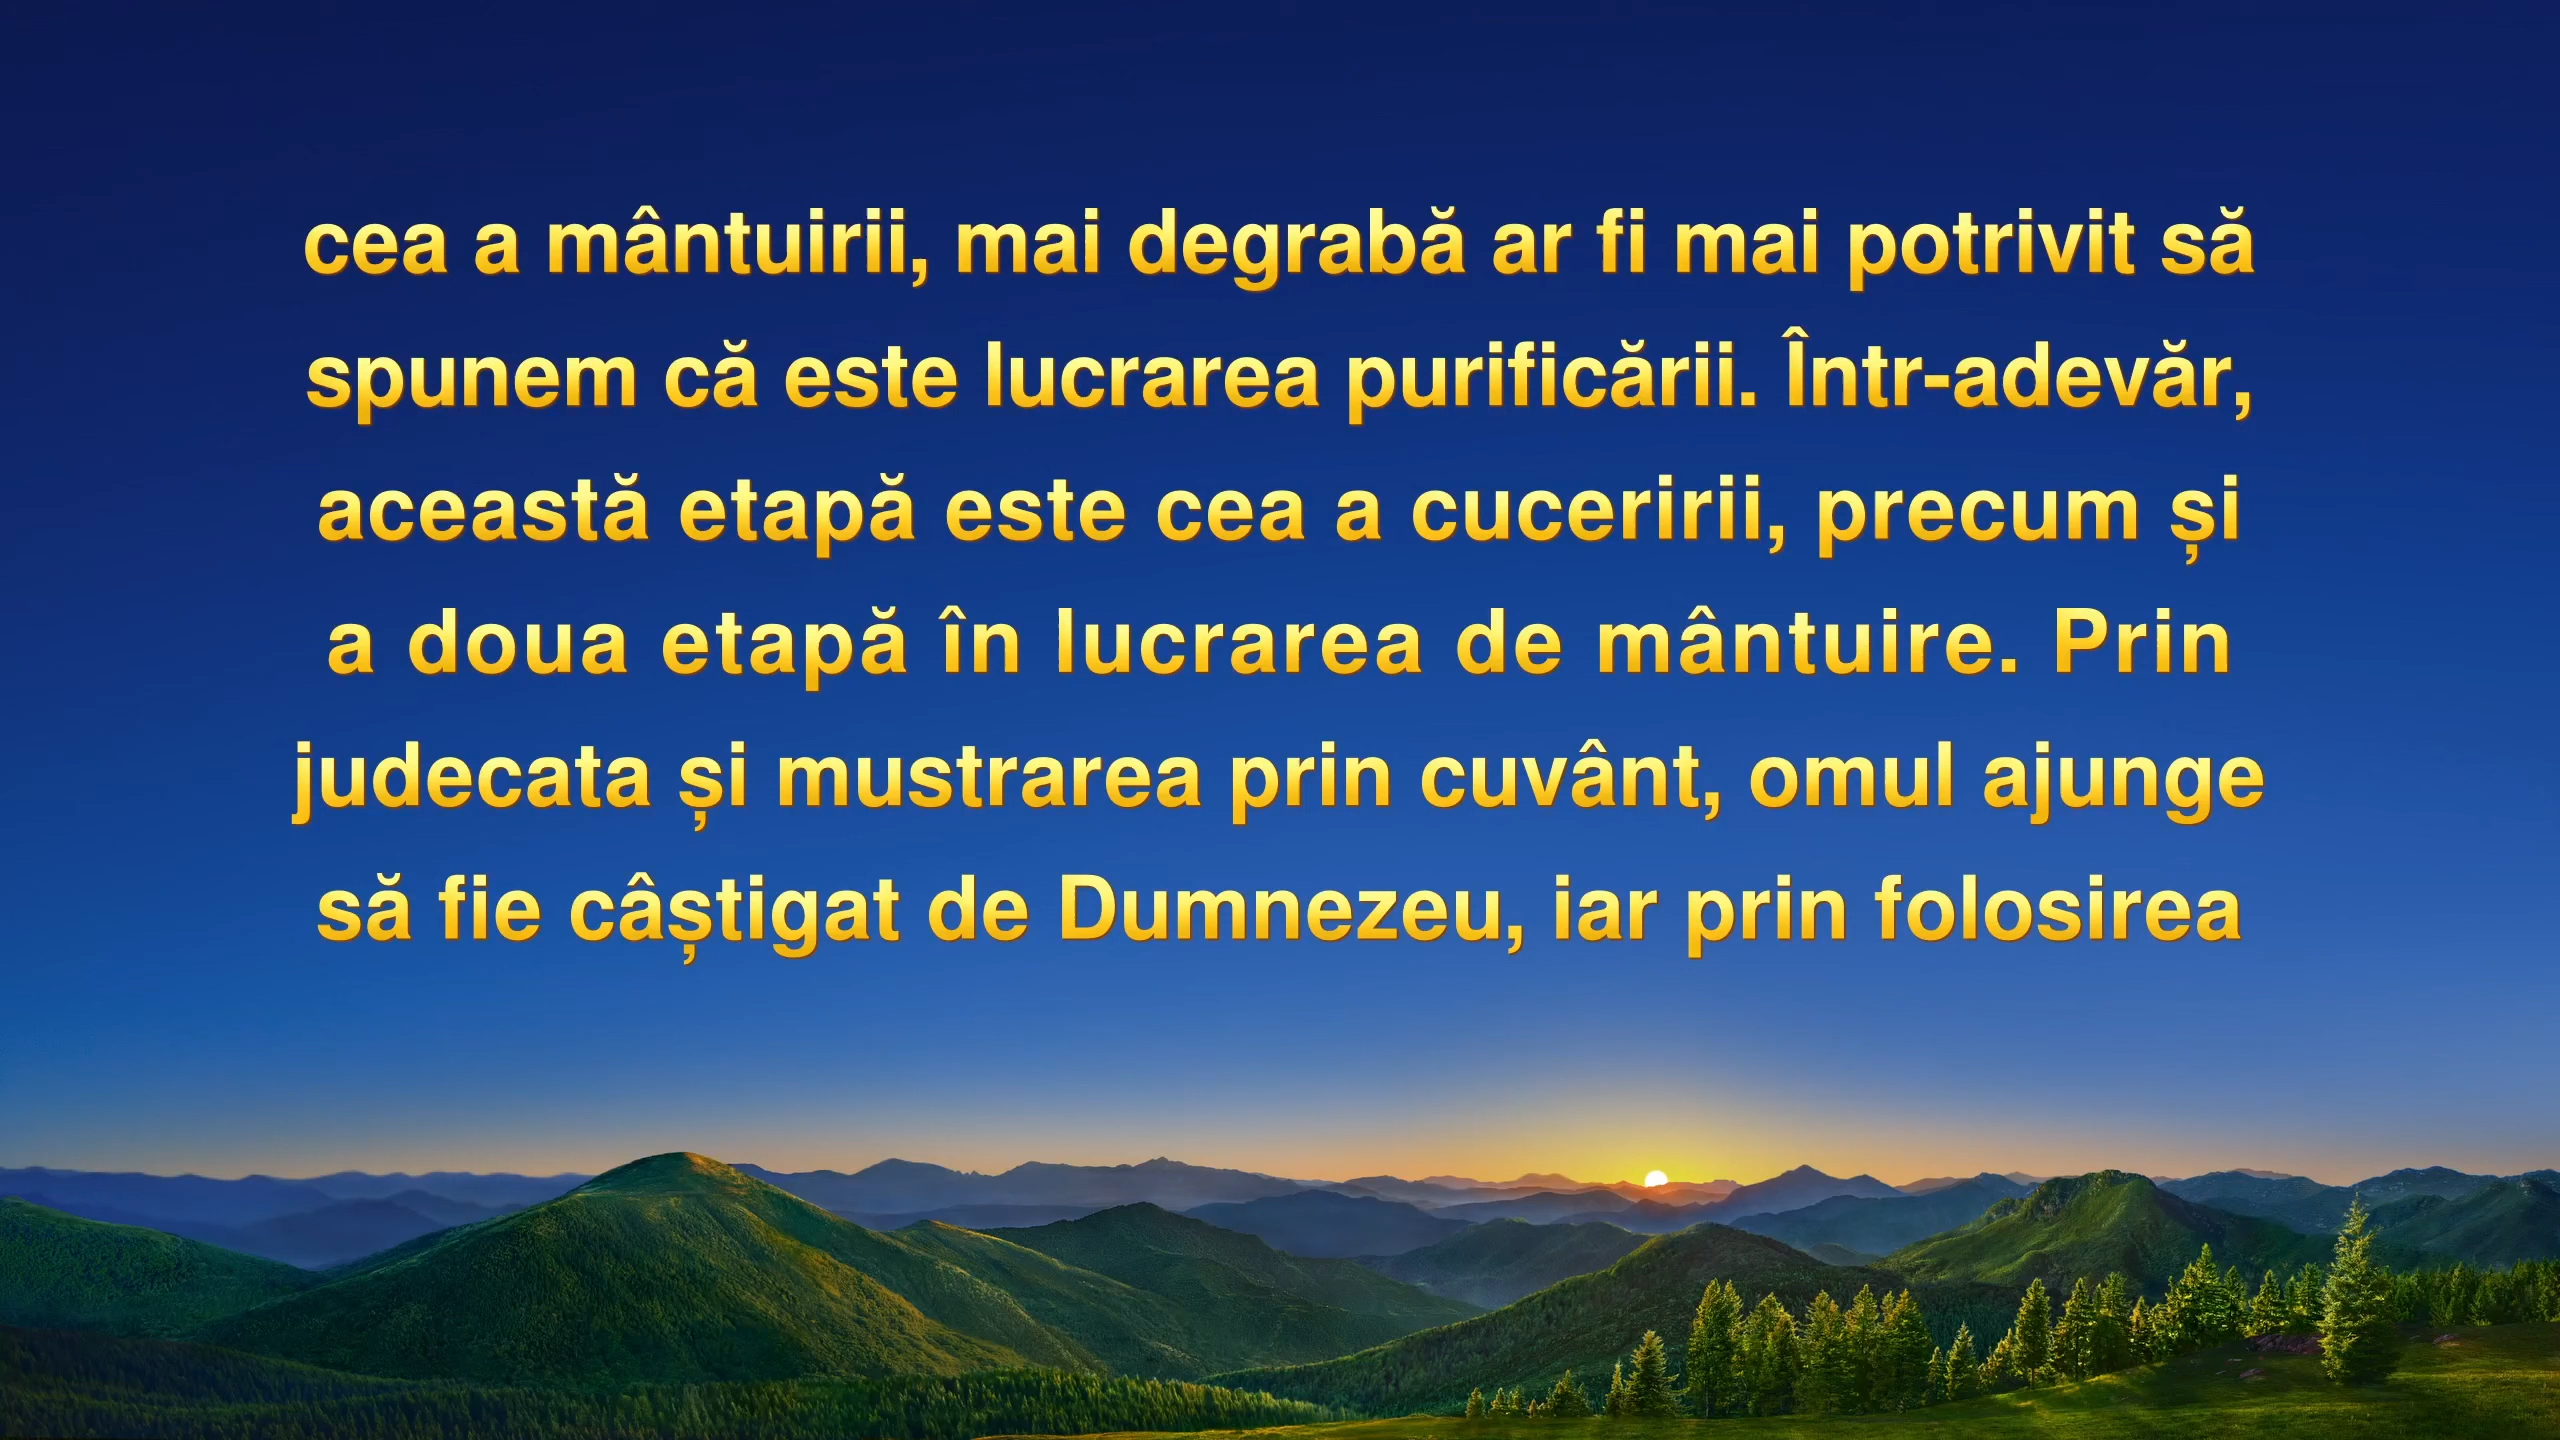 cea a mântuirii, mai degrabă ar fi mai potrivit să
spunem că este lucrarea purificării. Într-adevăr,
această etapă este cea a cuceririi, precum și
a doua etapă în lucrarea de mântuire. Prin
judecata și mustrarea prin cuvânt, omul ajunge
să fie câștigat de Dumnezeu, iar prin folosirea